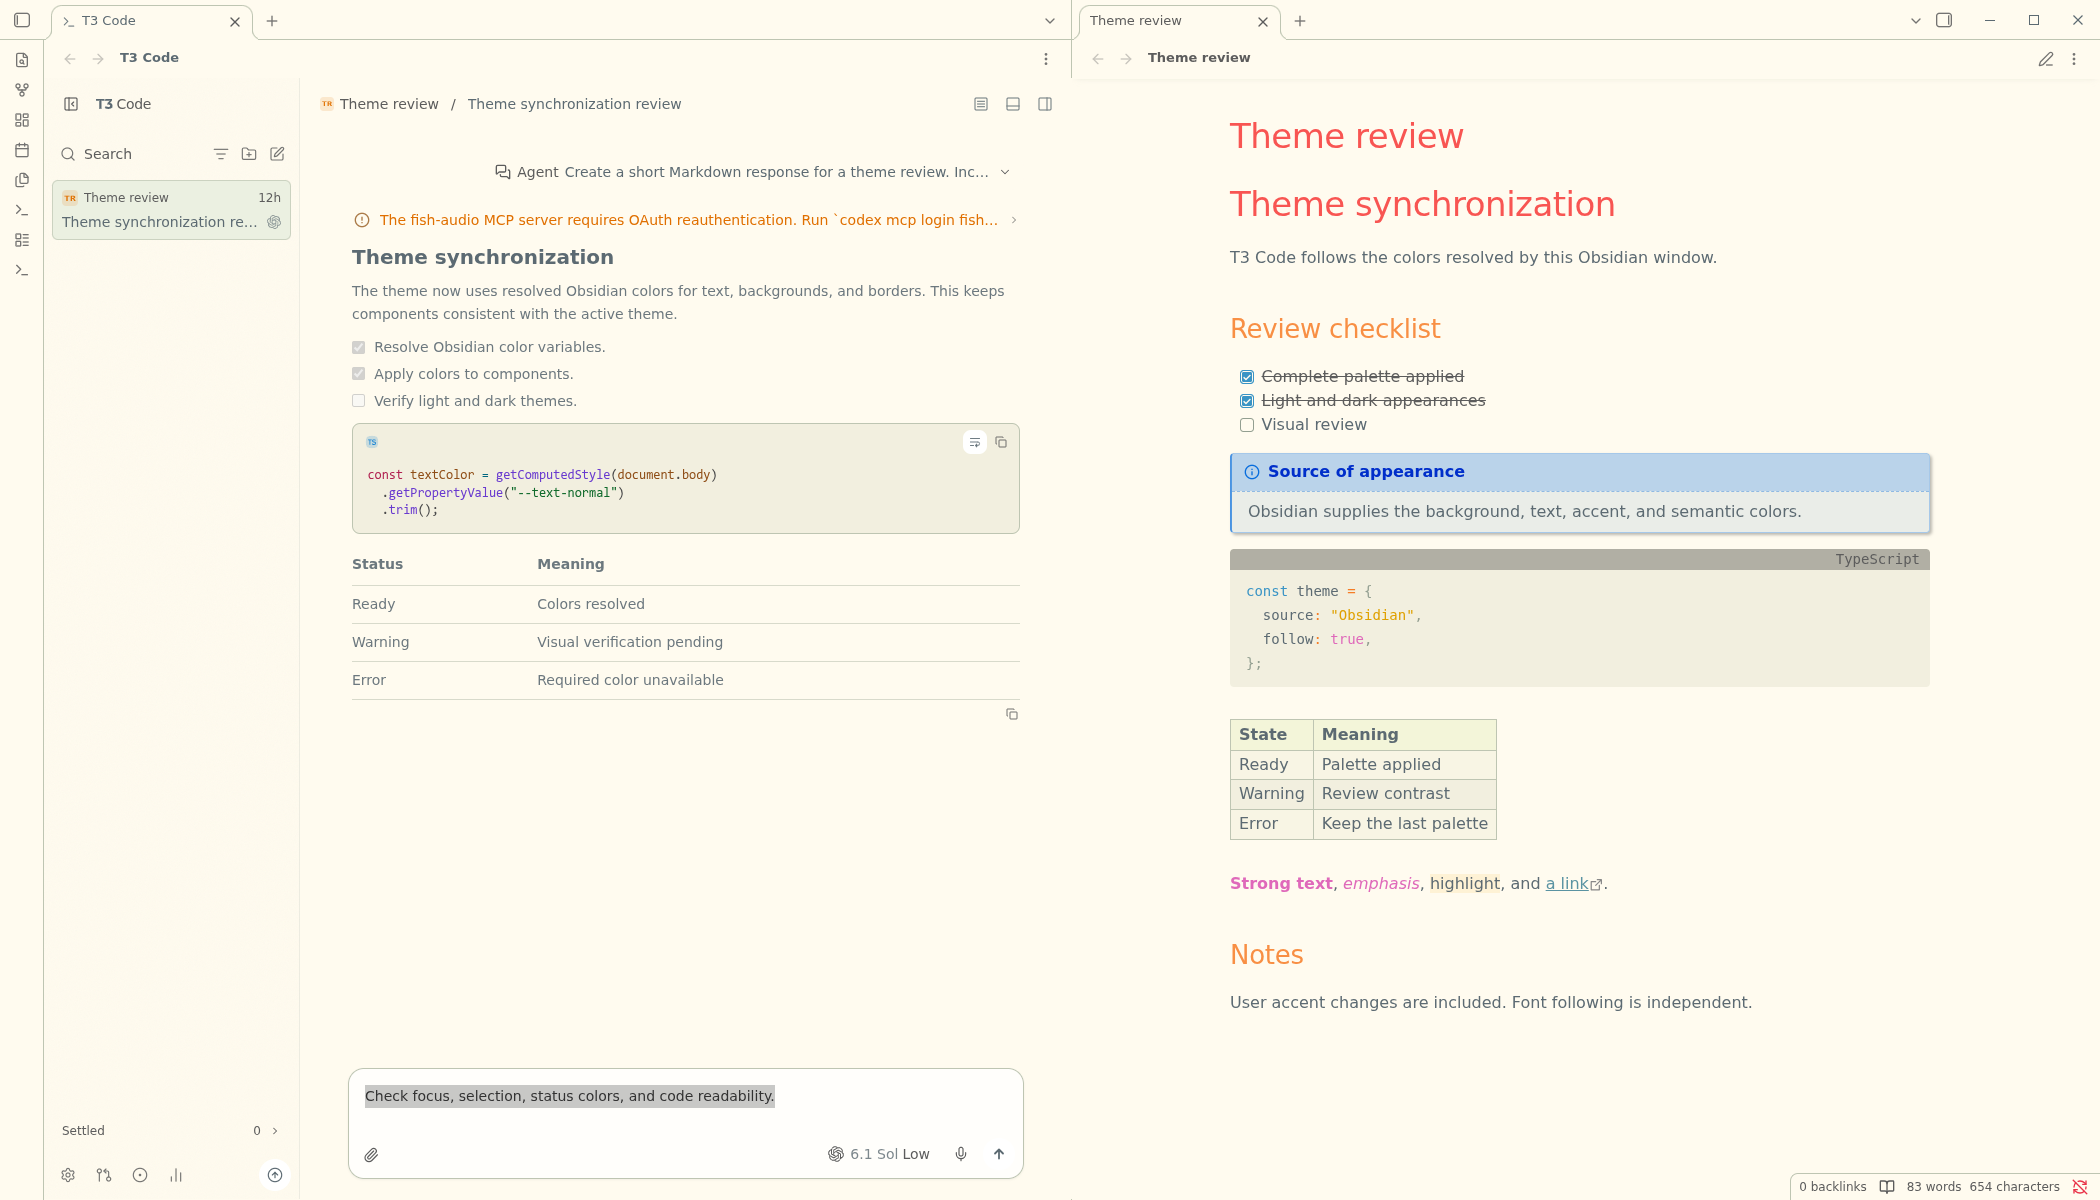 T3 Code
T3 Code
T3 Code
Search
TR Theme review 12h
Theme synchronization re...
Settled 0
TR Theme review / Theme synchronization review
Agent Create a short Markdown response for a theme review. Inc...
The fish-audio MCP server requires OAuth reauthentication. Run `codex mcp login fish...
Theme synchronization
The theme now uses resolved Obsidian colors for text, backgrounds, and borders. This keeps
components consistent with the active theme.
Resolve Obsidian color variables.
Apply colors to components.
Verify light and dark themes.
TS
const textColor = getComputedStyle(document.body)
.getPropertyValue("--text-normal")
.trim();
Status Meaning
Ready Colors resolved
Warning Visual verification pending
Error Required color unavailable
Check focus, selection, status colors, and code readability.
6.1 Sol Low
Theme review
Theme review
Theme review
Theme synchronization
T3 Code follows the colors resolved by this Obsidian window.
Review checklist
Complete palette applied
Light and dark appearances
Visual review
Source of appearance
Obsidian supplies the background, text, accent, and semantic colors.
TypeScript
const theme = {
source: "Obsidian",
follow: true,
};
State Meaning
Ready Palette applied
Warning Review contrast
Error Keep the last palette
Strong text, emphasis, highlight, and a link.
Notes
User accent changes are included. Font following is independent.
0 backlinks 83 words 654 characters